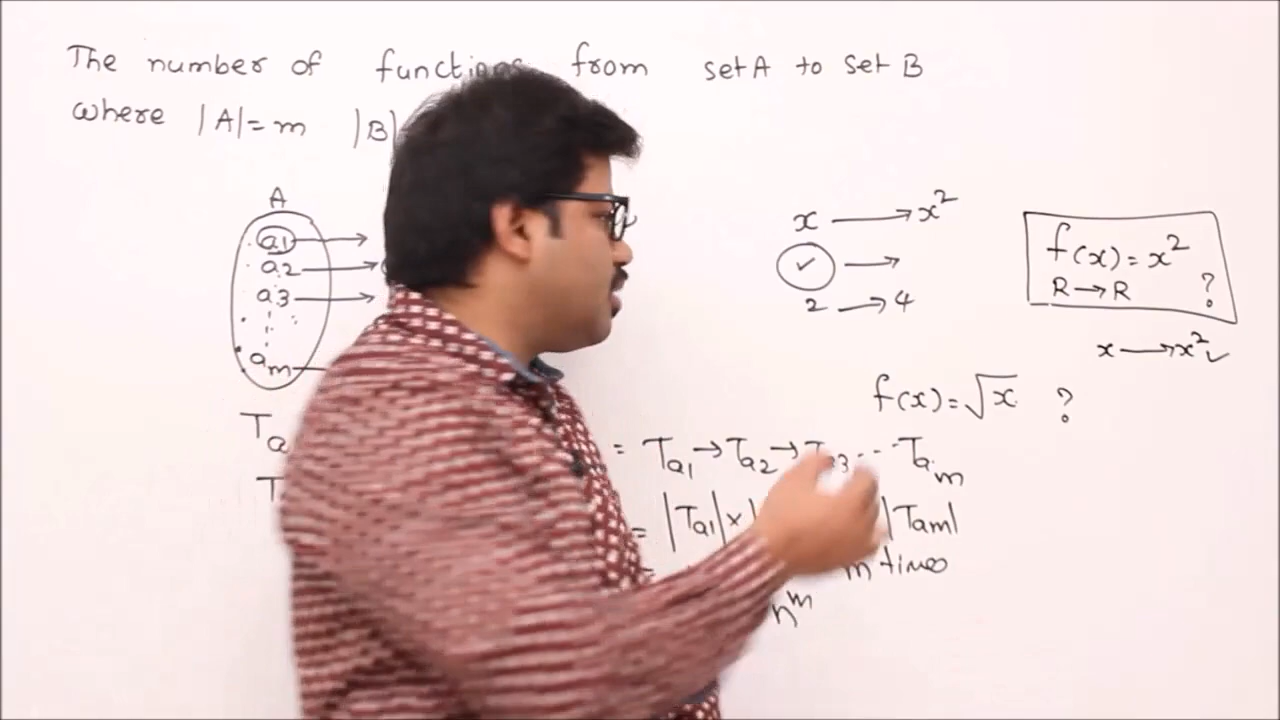 The number of functions from set A to set B
where |A|= m |B|
A
a1
a2
a3
am
x → x²
✓ →
2 → 4
f(x) = x²
R → R ?
x → x² ✓
f(x) = √x ?
= Ta1 → Ta2 → Ta3 ... Tam
= |Ta1| × |Tam|
m times
n^m